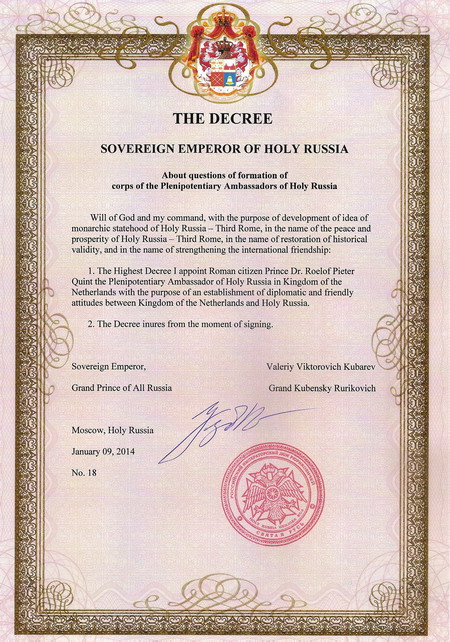 THE DECREE
SOVEREIGN EMPEROR OF HOLY RUSSIA
About questions of formation of
corps of the Plenipotentiary Ambassadors of Holy Russia
Will of God and my command, with the purpose of development of idea of
monarchic statehood of Holy Russia – Third Rome, in the name of the peace and
prosperity of Holy Russia – Third Rome, in the name of restoration of historical
validity, and in the name of strengthening the international friendship:
1. The Highest Decree I appoint Roman citizen Prince Dr. Roelof Pieter
Quint the Plenipotentiary Ambassador of Holy Russia in Kingdom of the
Netherlands with the purpose of an establishment of diplomatic and friendly
attitudes between Kingdom of the Netherlands and Holy Russia.
2. The Decree inures from the moment of signing.
Sovereign Emperor, Valeriy Viktorovich Kubarev
Grand Prince of All Russia Grand Kubensky Rurikovich
Moscow, Holy Russia
January 09, 2014
No. 18
СВЯТАЯ РУСЬ